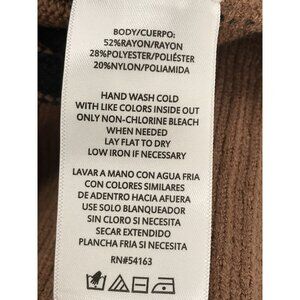 BODY/CUERPO:
52%RAYON/RAYON
28%POLYESTER/POLIÉSTER
20%NYLON/POLIAMIDA
HAND WASH COLD
WITH LIKE COLORS INSIDE OUT
ONLY NON-CHLORINE BLEACH
WHEN NEEDED
LAY FLAT TO DRY
LOW IRON IF NECESSARY
LAVAR A MANO CON AGUA FRIA
CON COLORES SIMILARES
DE ADENTRO HACIA AFUERA
USE SOLO BLANQUEADOR
SIN CLORO SI NECESITA
SECAR EXTENDIDO
PLANCHA FRIA SI NECESITA
RN#54163